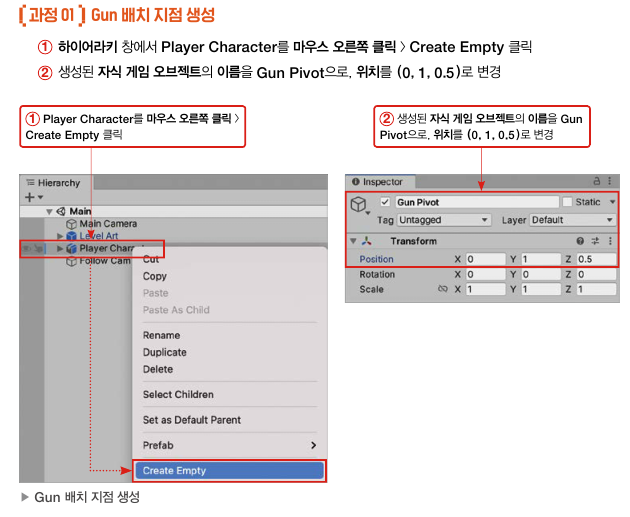 [과정 01] Gun 배치 지점 생성
① 하이어라키 창에서 Player Character를 마우스 오른쪽 클릭 > Create Empty 클릭
② 생성된 자식 게임 오브젝트의 이름을 Gun Pivot으로, 위치를 (0, 1, 0.5)로 변경
① Player Character를 마우스 오른쪽 클릭 >
Create Empty 클릭
② 생성된 자식 게임 오브젝트의 이름을 Gun
Pivot으로, 위치를 (0, 1, 0.5)로 변경
Hierarchy
Main
Main Camera
Level Art
Player Charac
Follow Cam
Cut
Copy
Paste
Paste As Child
Rename
Duplicate
Delete
Select Children
Set as Default Parent
Prefab
Create Empty
Inspector
Gun Pivot Static
Tag Untagged Layer Default
Transform
Position X 0 Y 1 Z 0.5
Rotation X 0 Y 0 Z 0
Scale X 1 Y 1 Z 1
▶ Gun 배치 지점 생성